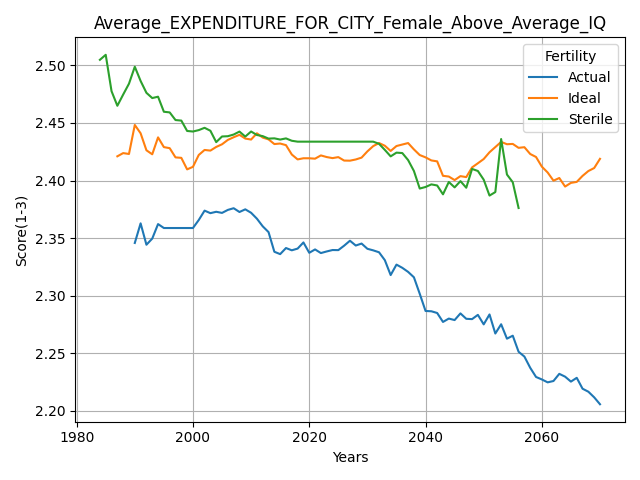 Average_EXPENDITURE_FOR_CITY_Female_Above_Average_IQ
Fertility
Actual
Ideal
Sterile
Score(1-3)
2.50
2.45
2.40
2.35
2.30
2.25
2.20
1980 2000 2020 2040 2060
Years